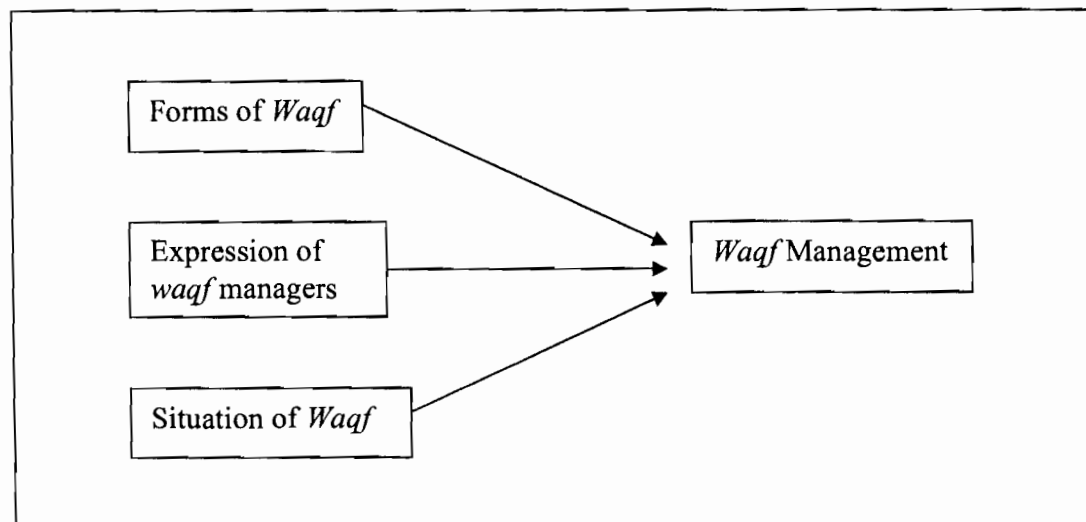 Forms of Waqf
Expression of
waqf managers
Situation of Waqf
Waqf Management